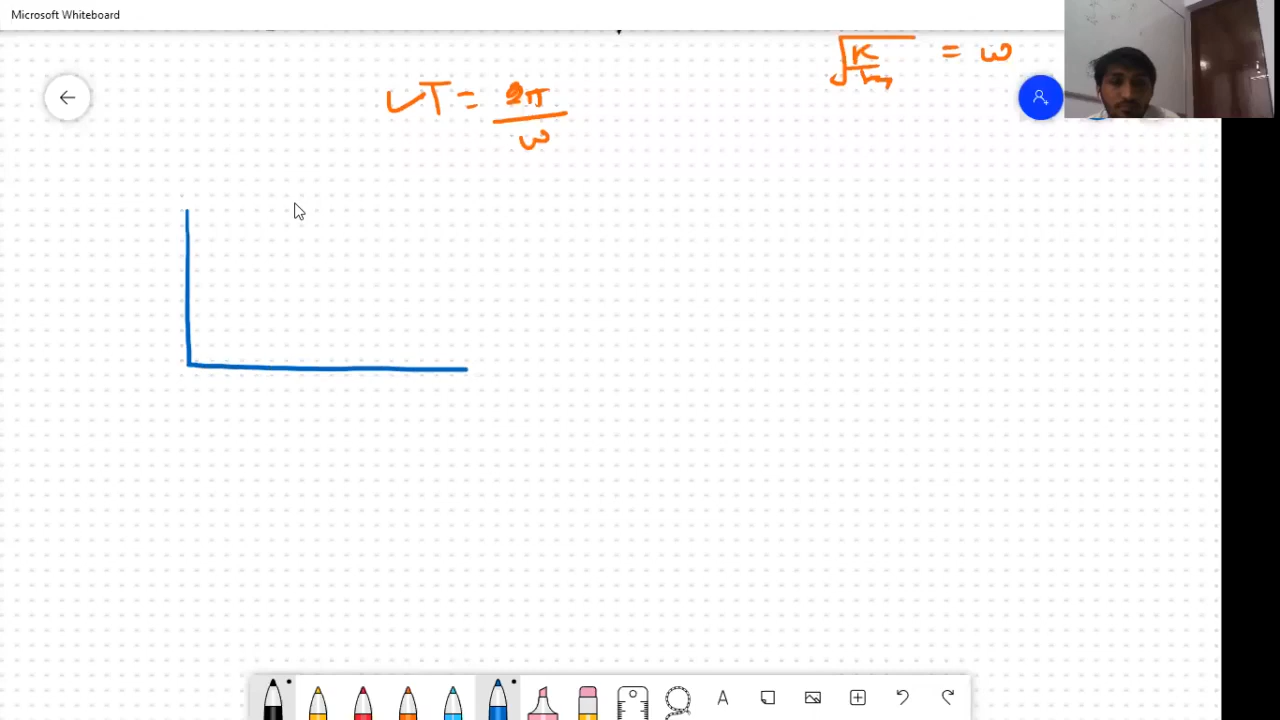 Microsoft Whiteboard
√K/m = ω
✓T = 2π/ω
A